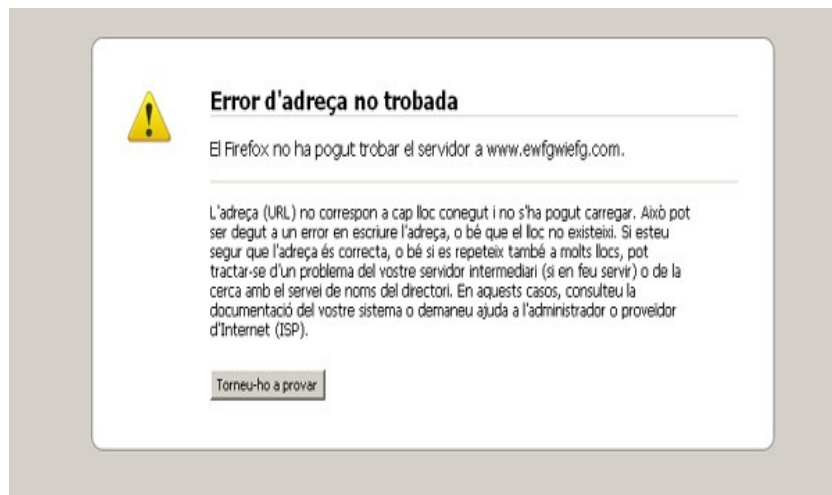 Error d'adreça no trobada
El Firefox no ha pogut trobar el servidor a www.ewfgwiefg.com.
L'adreça (URL) no correspon a cap lloc conegut i no s'ha pogut carregar. Això pot
ser degut a un error en escriure l'adreça, o bé que el lloc no existeixi. Si esteu
segur que l'adreça és correcta, o bé si es repeteix també a molts llocs, pot
tractar-se d'un problema del vostre servidor intermediari (si en feu servir) o de la
cerca amb el servei de noms del directori. En aquests casos, consulteu la
documentació del vostre sistema o demaneu ajuda a l'administrador o proveïdor
d'Internet (ISP).
Torneu-ho a provar